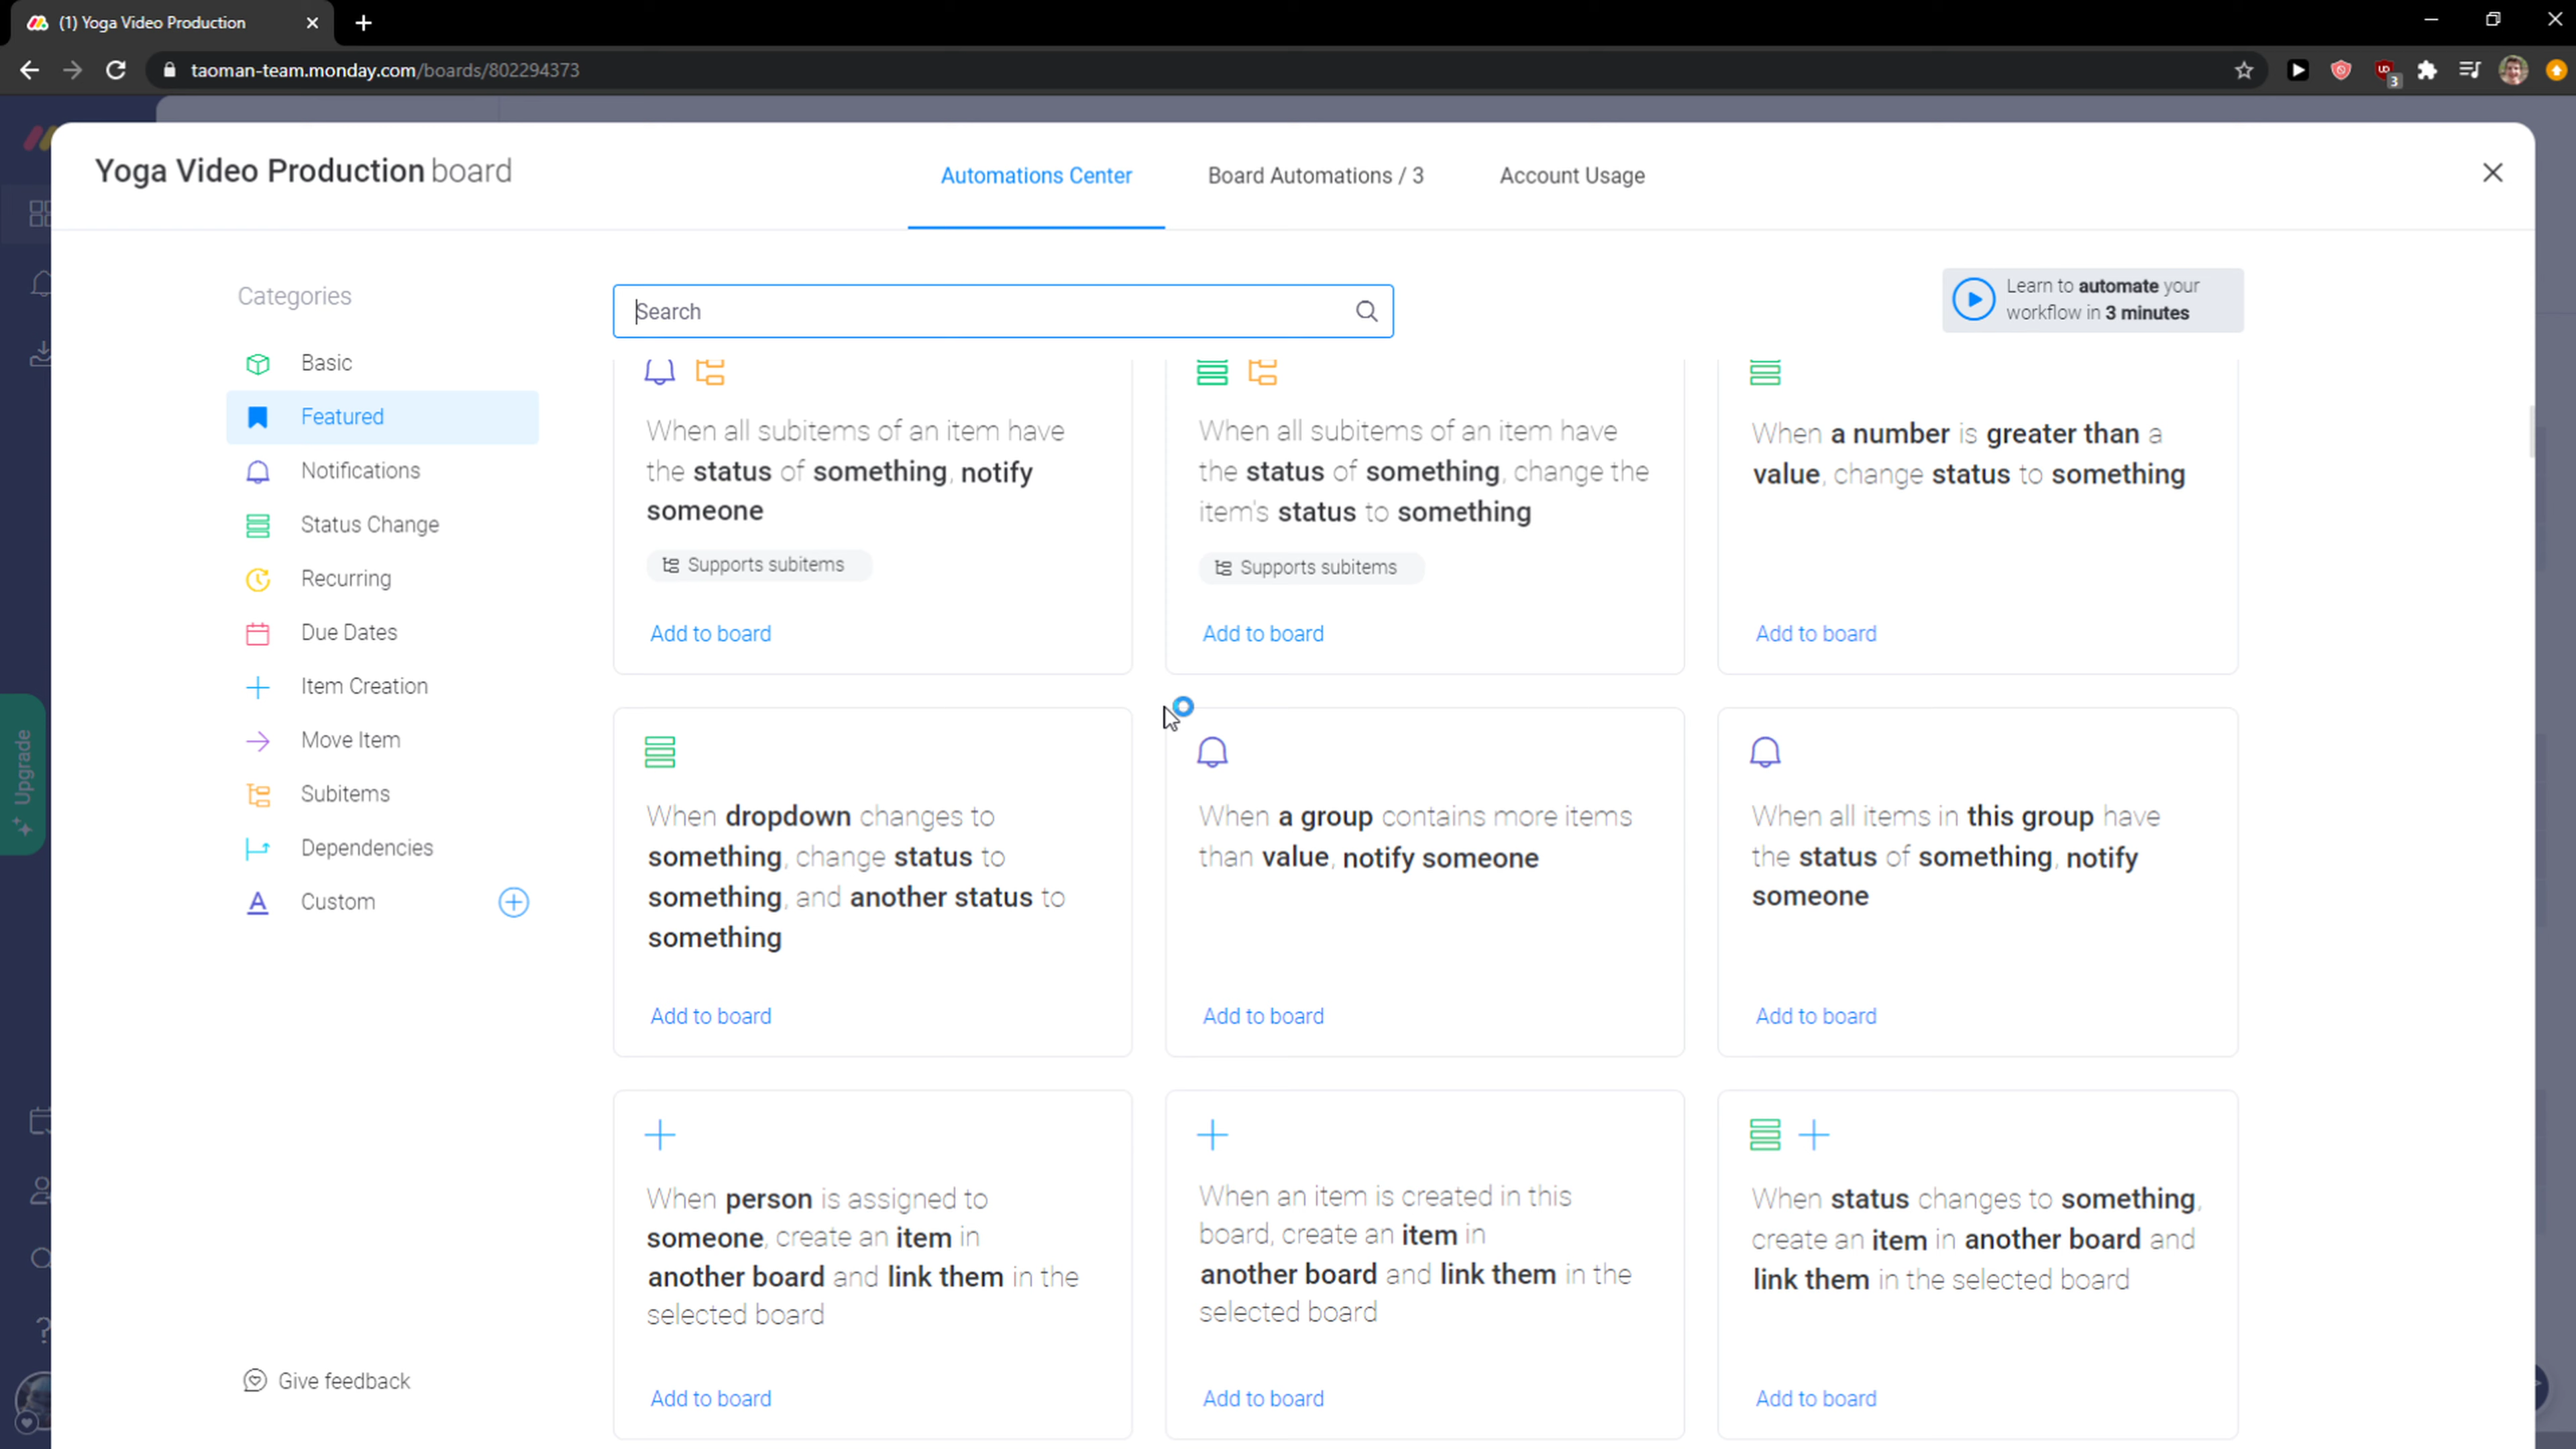 (1) Yoga Video Production
taoman-team.monday.com/boards/802294373
3
Yoga Video Production board
Automations Center
Board Automations / 3
Account Usage
Categories
Basic
Featured
Notifications
Status Change
Recurring
Due Dates
Item Creation
Move Item
Subitems
Dependencies
Custom
Give feedback
Upgrade
Search
Learn to automate your
workflow in 3 minutes
When all subitems of an item have
the status of something, notify
someone
Supports subitems
Add to board
When all subitems of an item have
the status of something, change the
item's status to something
Supports subitems
Add to board
When a number is greater than a
value, change status to something
Add to board
When dropdown changes to
something, change status to
something, and another status to
something
Add to board
When a group contains more items
than value, notify someone
Add to board
When all items in this group have
the status of something, notify
someone
Add to board
When person is assigned to
someone, create an item in
another board and link them in the
selected board
Add to board
When an item is created in this
board, create an item in
another board and link them in the
selected board
Add to board
When status changes to something,
create an item in another board and
link them in the selected board
Add to board